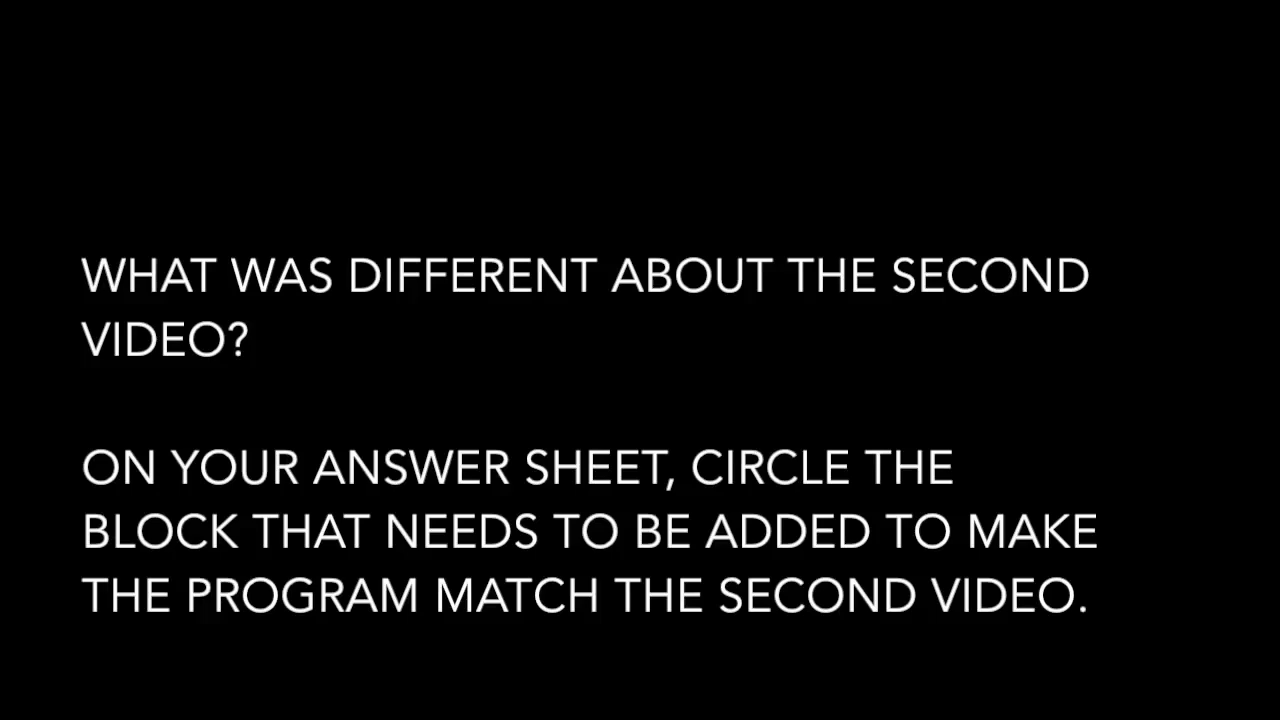 WHAT WAS DIFFERENT ABOUT THE SECOND
VIDEO?
ON YOUR ANSWER SHEET, CIRCLE THE
BLOCK THAT NEEDS TO BE ADDED TO MAKE
THE PROGRAM MATCH THE SECOND VIDEO.